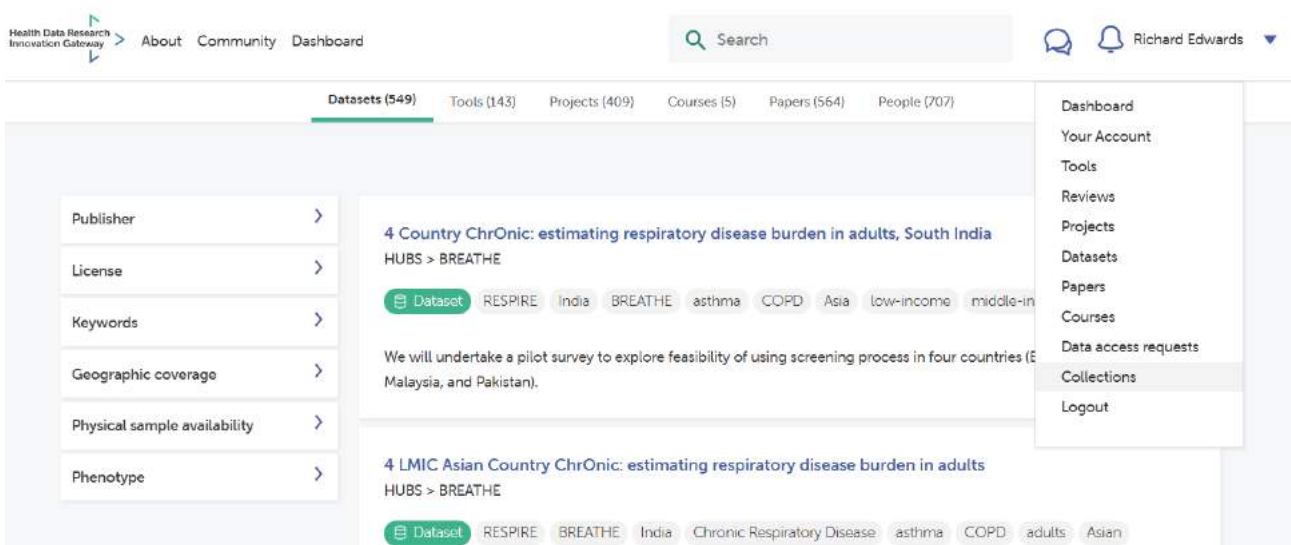 Health Data Research
Innovation Gateway
About Community Dashboard
Search
Richard Edwards
Datasets (549) Tools (143) Projects (409) Courses (5) Papers (564) People (707)
Dashboard
Your Account
Tools
Reviews
Projects
Datasets
Papers
Courses
Data access requests
Collections
Logout
Publisher
License
Keywords
Geographic coverage
Physical sample availability
Phenotype
4 Country ChrOnic: estimating respiratory disease burden in adults, South India
HUBS > BREATHE
Dataset RESPIRE India BREATHE asthma COPD Asia low-income middle-in
We will undertake a pilot survey to explore feasibility of using screening process in four countries (
Malaysia, and Pakistan).
4 LMIC Asian Country ChrOnic: estimating respiratory disease burden in adults
HUBS > BREATHE
Dataset RESPIRE BREATHE India Chronic Respiratory Disease asthma COPD adults Asian